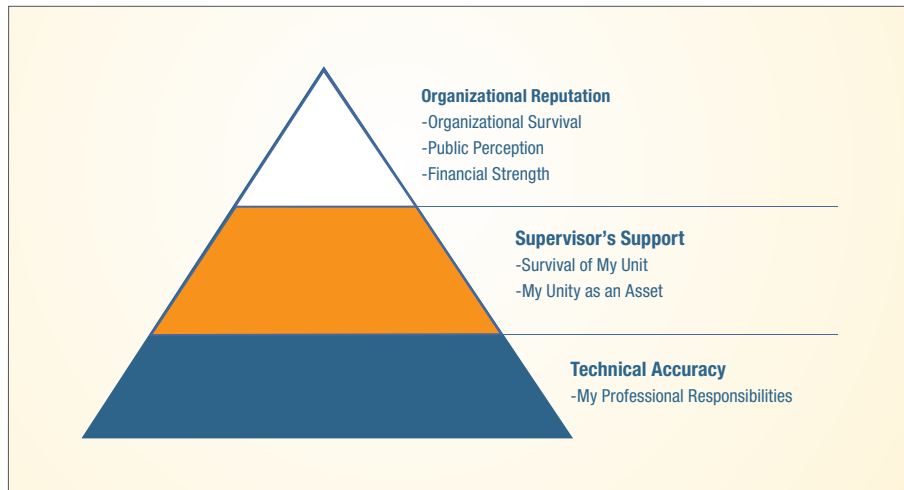 Organizational Reputation
-Organizational Survival
-Public Perception
-Financial Strength
Supervisor's Support
-Survival of My Unit
-My Unity as an Asset
Technical Accuracy
-My Professional Responsibilities